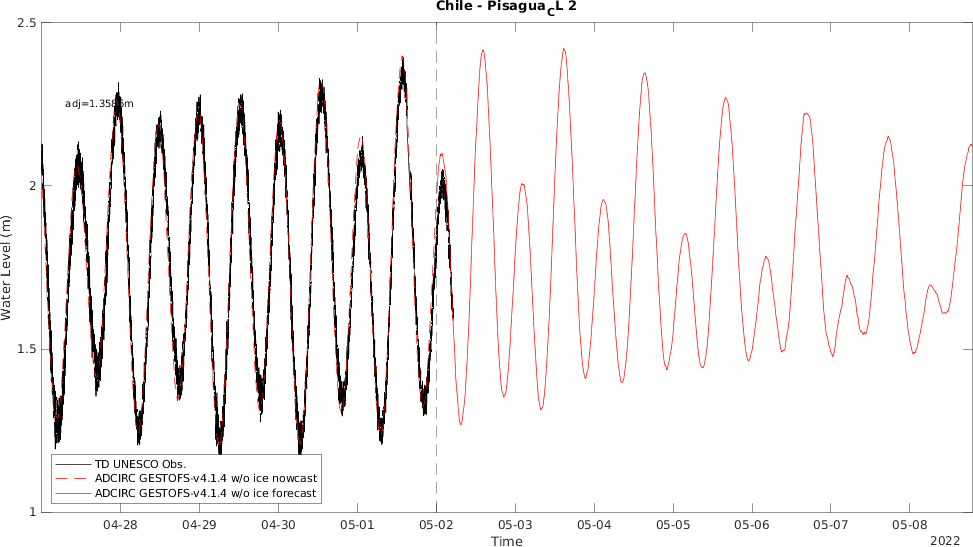 Chile - Pisagua_CL 2
2.5
adj=1.3586m
2
Water Level (m)
1.5
TD UNESCO Obs.
ADCIRC GESTOFS-v4.1.4 w/o ice nowcast
ADCIRC GESTOFS-v4.1.4 w/o ice forecast
1
04-28 04-29 04-30 05-01 05-02 05-03 05-04 05-05 05-06 05-07 05-08
Time
2022